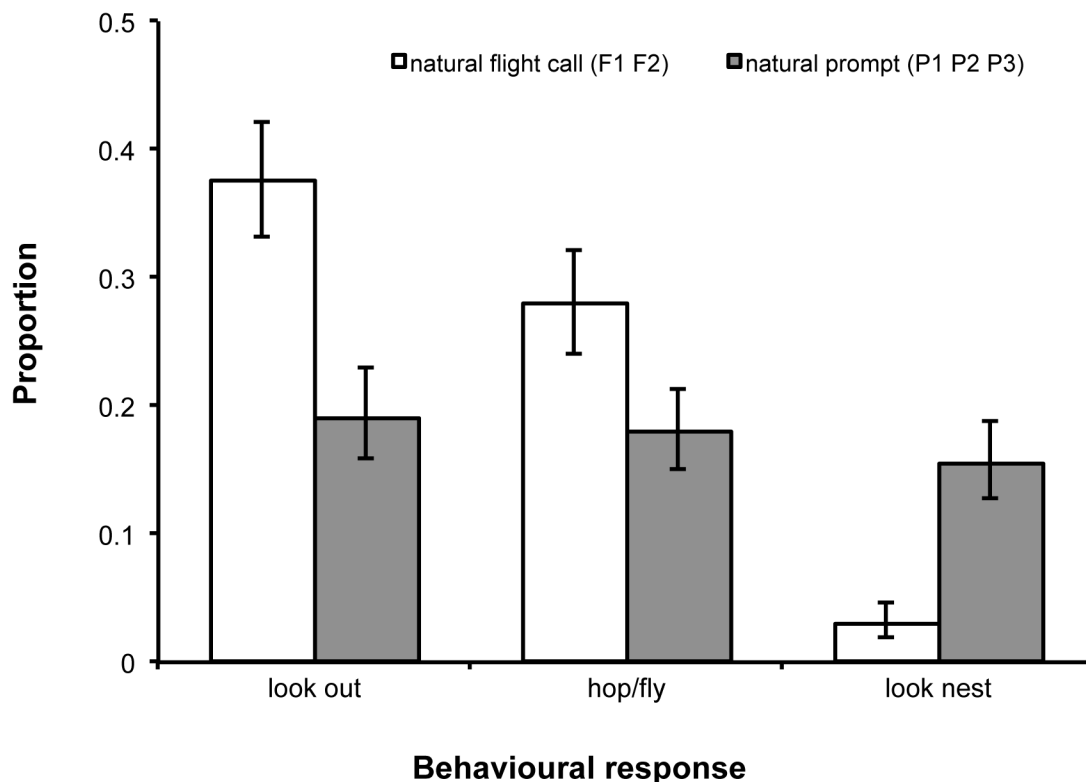 0.5
natural flight call (F1 F2) natural prompt (P1 P2 P3)
0.4
0.3
0.2
0.1
0
Proportion
look out hop/fly look nest
Behavioural response